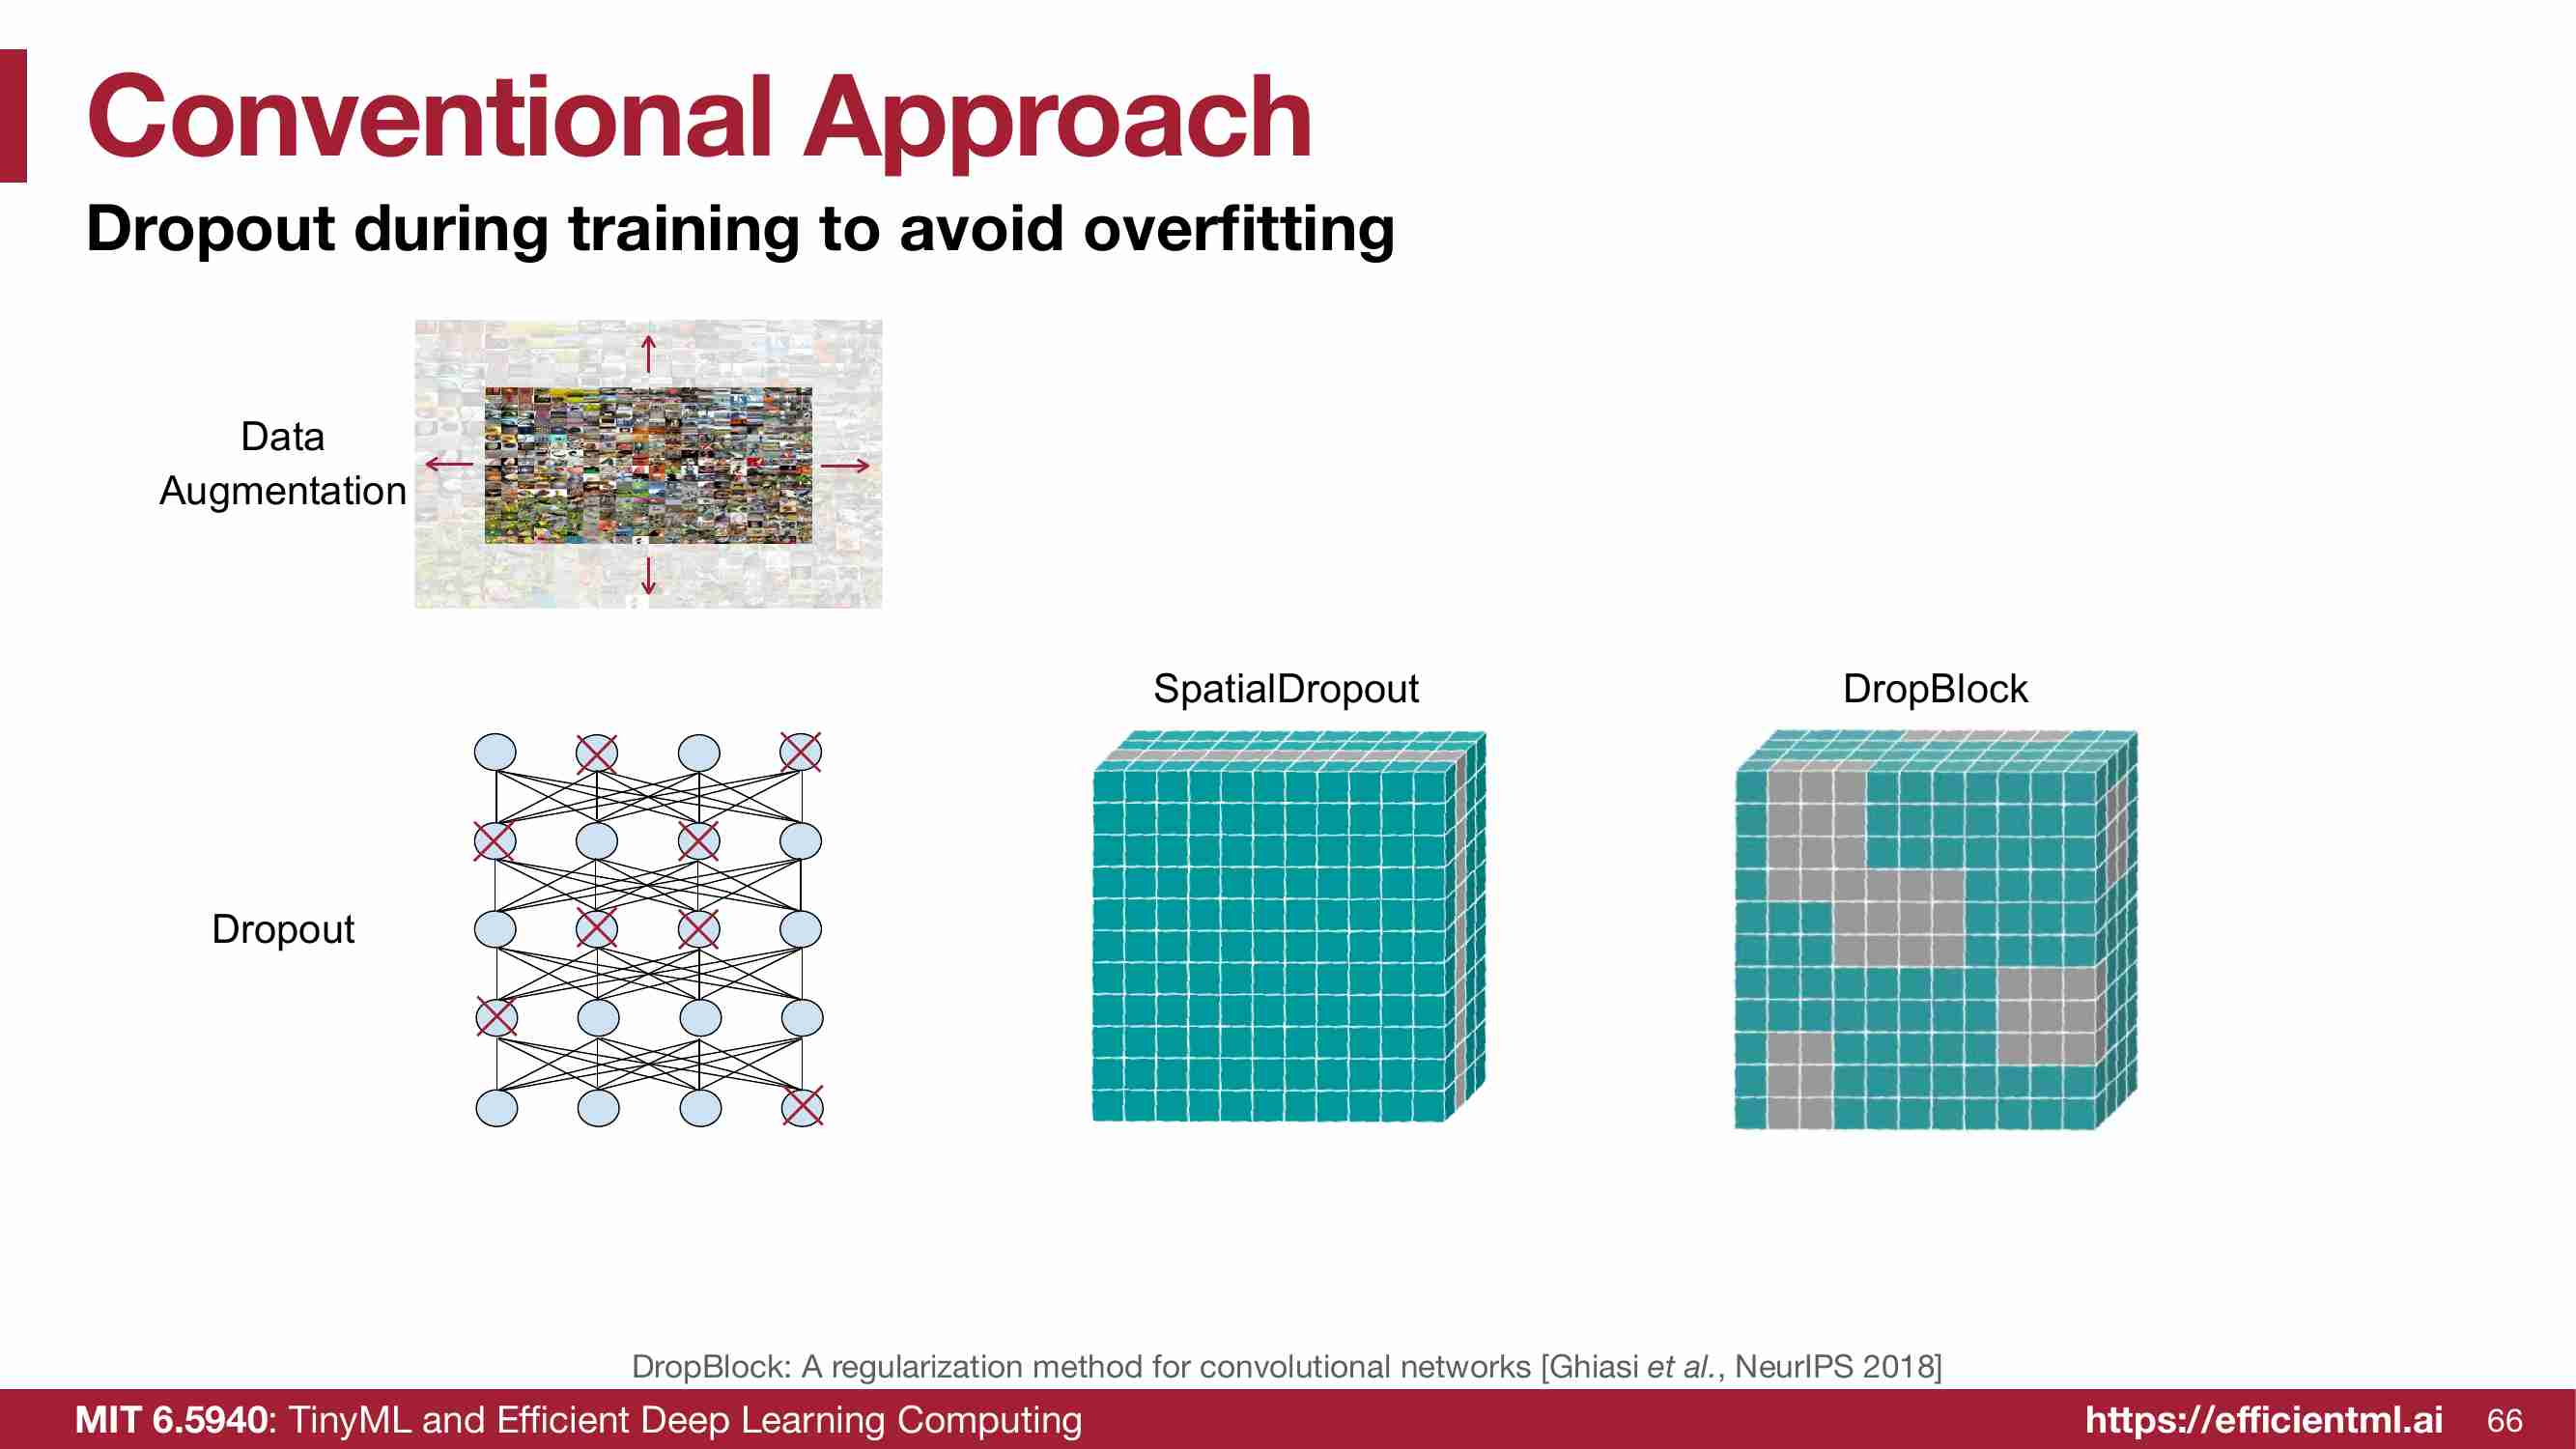 Conventional Approach
Dropout during training to avoid overfitting
Data
Augmentation
SpatialDropout
DropBlock
Dropout
DropBlock: A regularization method for convolutional networks [Ghiasi et al., NeurIPS 2018]
MIT 6.5940: TinyML and Efficient Deep Learning Computing
https://efficientml.ai
66